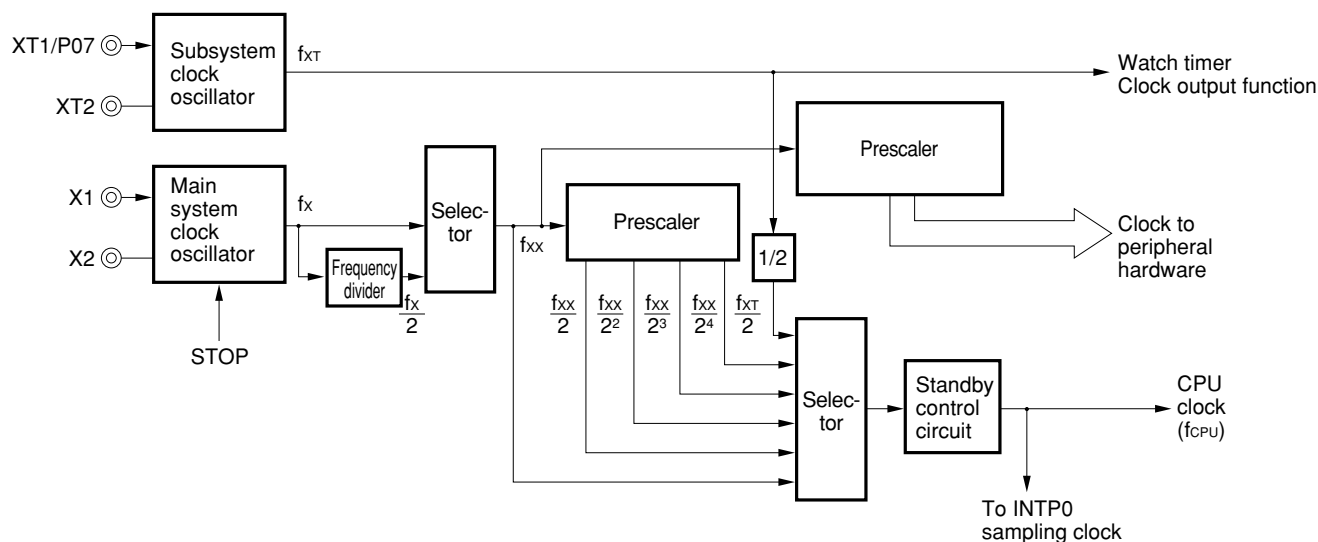 XT1/P07
XT2
Subsystem
clock
oscillator
fXT
Watch timer
Clock output function
X1
X2
Main
system
clock
oscillator
STOP
fX
Frequency
divider
fX
2
Selec-
tor
fXX
Prescaler
Prescaler
Clock to
peripheral
hardware
1/2
fXX
2
fXX
2²
fXX
2³
fXX
2⁴
fXT
2
Selec-
tor
Standby
control
circuit
CPU
clock
(fCPU)
To INTP0
sampling clock